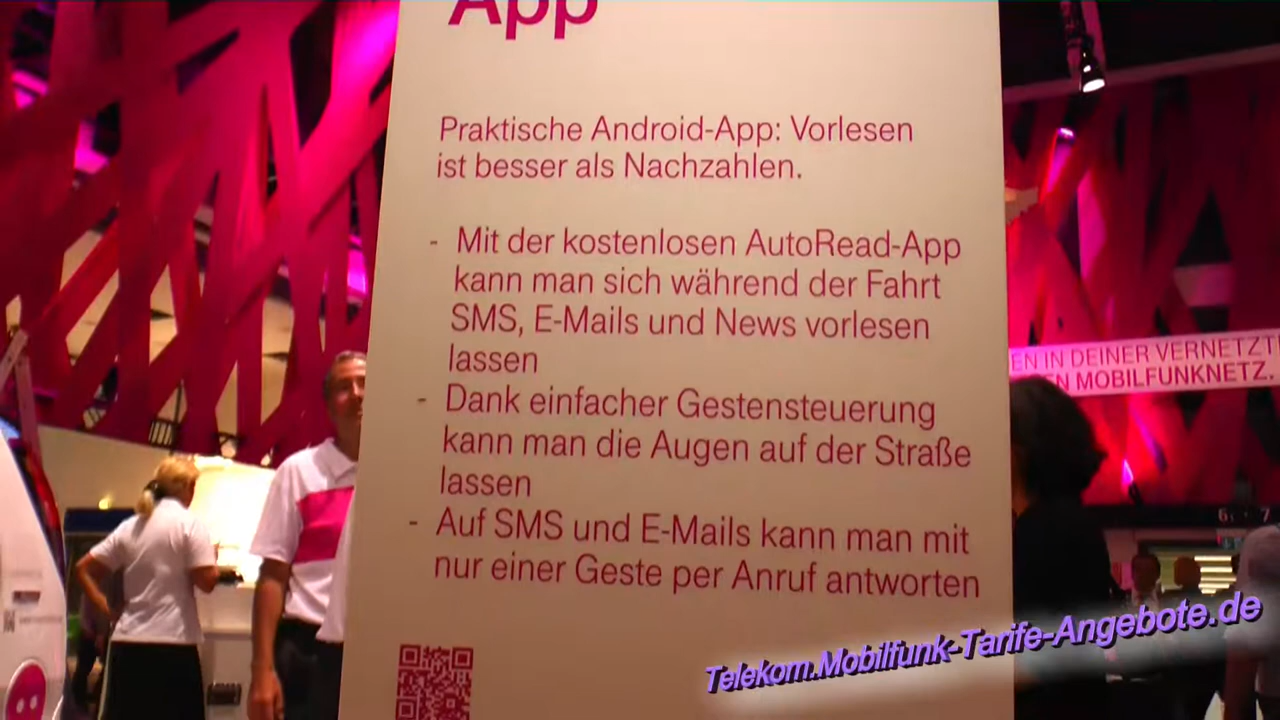 App
Praktische Android-App: Vorlesen
ist besser als Nachzahlen.
- Mit der kostenlosen AutoRead-App
kann man sich während der Fahrt
SMS, E-Mails und News vorlesen
lassen
- Dank einfacher Gestensteuerung
kann man die Augen auf der Straße
lassen
- Auf SMS und E-Mails kann man mit
nur einer Geste per Anruf antworten
EN IN DEINER VERNETZT
EN MOBILFUNKNETZ.
Telekom.Mobilfunk-Tarife-Angebote.de